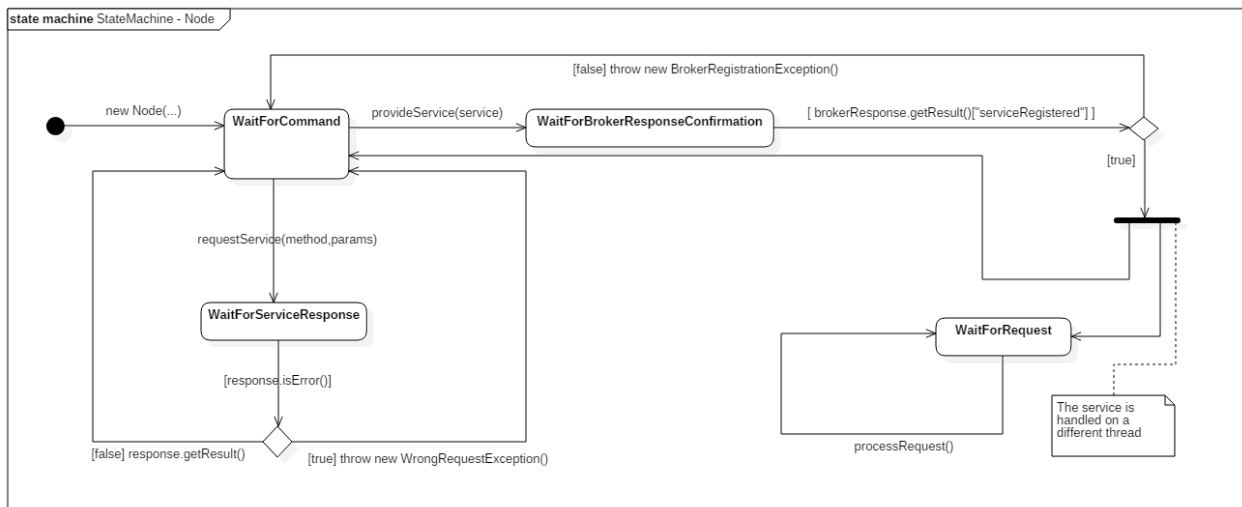 state machine StateMachine - Node
[false] throw new BrokerRegistrationException()
new Node(...)
WaitForCommand
provideService(service)
WaitForBrokerResponseConfirmation
[ brokerResponse.getResult()["serviceRegistered"] ]
[true]
requestService(method,params)
WaitForServiceResponse
WaitForRequest
[response.isError()]
The service is
handled on a
different thread
processRequest()
[false] response.getResult()
[true] throw new WrongRequestException()